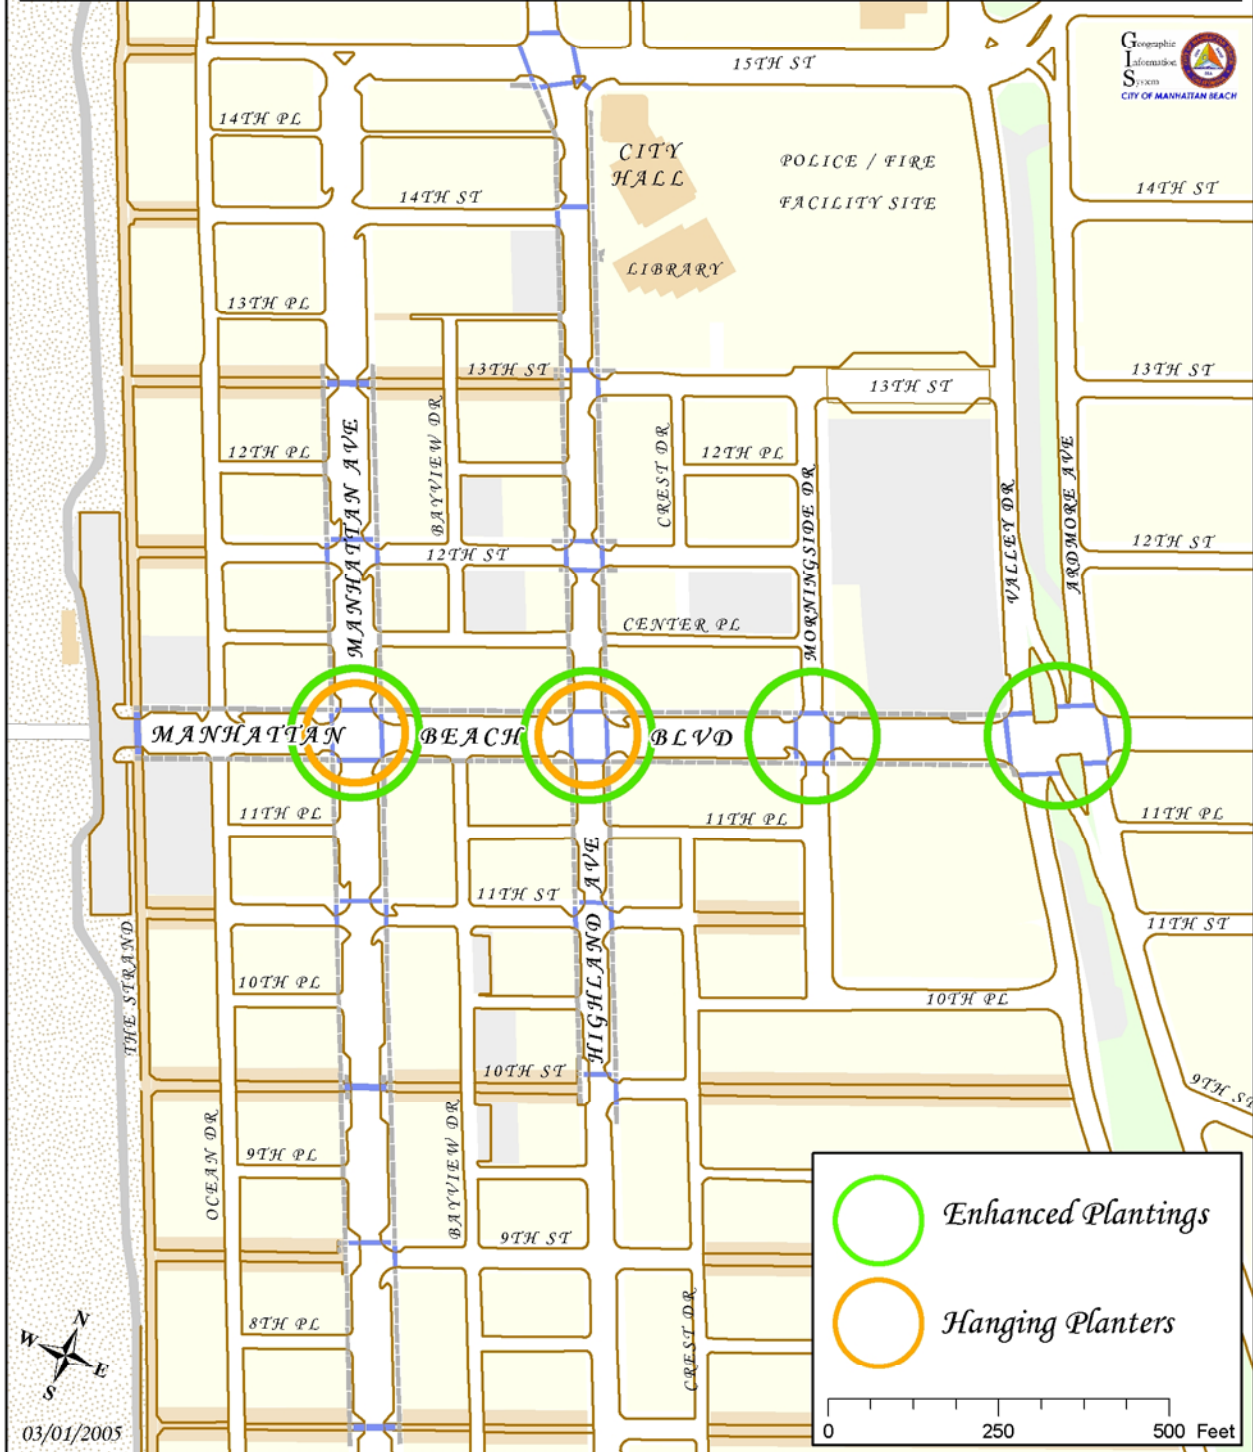 15TH ST
Geographic
Information
System
CITY OF MANHATTAN BEACH
14TH PL
CITY
HALL
POLICE / FIRE
FACILITY SITE
14TH ST
14TH ST
LIBRARY
13TH PL
13TH ST
13TH ST
13TH ST
12TH PL
MANHATTAN AVE
BAYVIEW DR
CREST DR
12TH PL
MORNINGSIDE DR
VALLEY DR
ARDMORE AVE
12TH ST
12TH ST
CENTER PL
MANHATTAN BEACH BLVD
11TH PL
11TH PL
11TH PL
11TH ST
HIGHLAND AVE
11TH ST
THE STRAND
10TH PL
10TH PL
10TH ST
9TH ST
OCEAN DR
9TH PL
BAYVIEW DR
9TH ST
8TH PL
CREST DR
Enhanced Plantings
Hanging Planters
N
W
E
S
03/01/2005
0 250 500 Feet